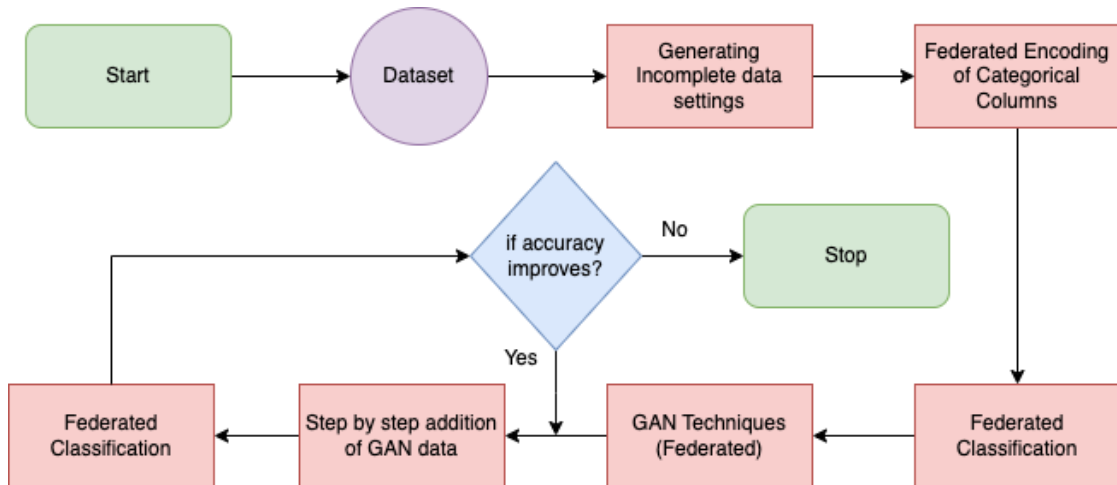 Start
Dataset
Generating
Incomplete data
settings
Federated Encoding
of Categorical
Columns
if accuracy
improves?
No
Stop
Yes
Federated
Classification
Step by step addition
of GAN data
GAN Techniques
(Federated)
Federated
Classification